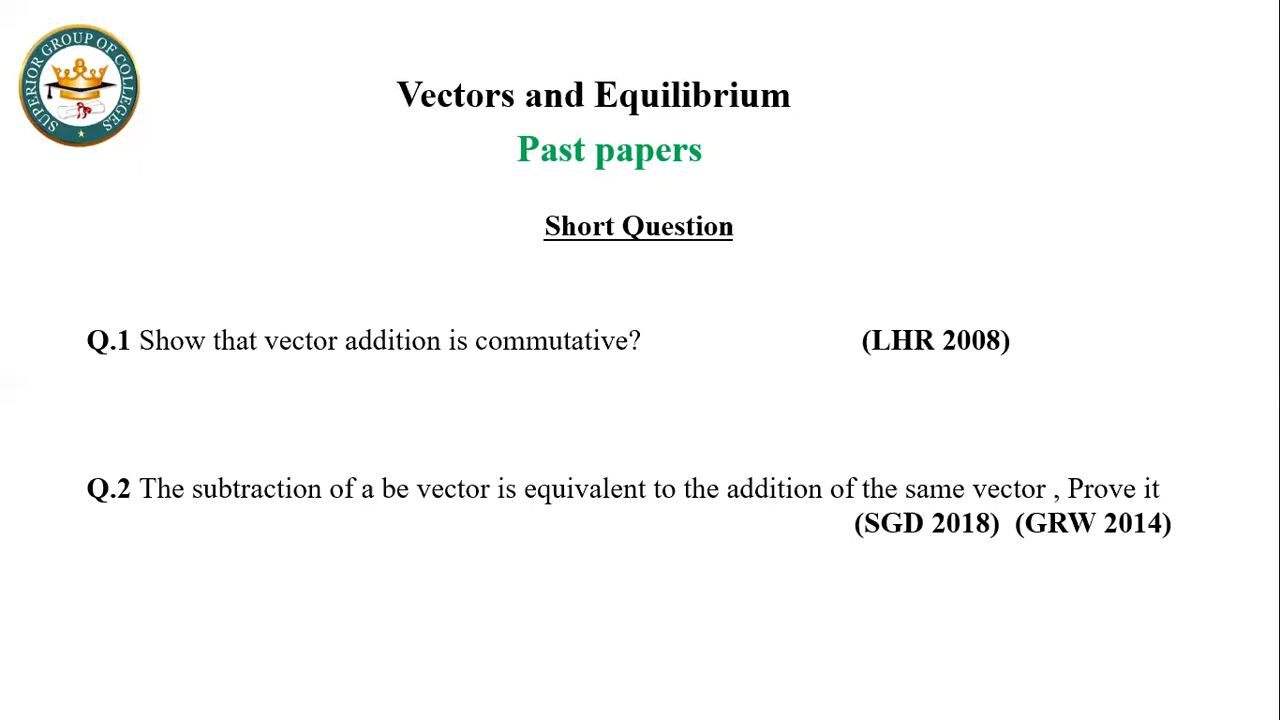 SUPERIOR GROUP OF COLLEGES
Vectors and Equilibrium
Past papers
Short Question
Q.1 Show that vector addition is commutative? (LHR 2008)
Q.2 The subtraction of a be vector is equivalent to the addition of the same vector , Prove it
(SGD 2018) (GRW 2014)